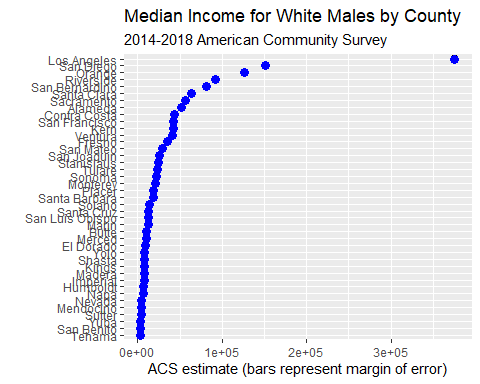 Median Income for White Males by County
2014-2018 American Community Survey
Los Angeles
San Diego
Orange
Riverside
San Bernardino
Santa Clara
Sacramento
Alameda
Contra Costa
San Francisco
Kern
Ventura
Fresno
San Mateo
San Joaquin
Stanislaus
Tulare
Sonoma
Monterey
Placer
Santa Barbara
Solano
Santa Cruz
San Luis Obispo
Marin
Butte
Merced
El Dorado
Yolo
Shasta
Kings
Madera
Imperial
Humboldt
Napa
Nevada
Mendocino
Sutter
Yuba
San Benito
Tehama
0e+00 1e+05 2e+05 3e+05
ACS estimate (bars represent margin of error)